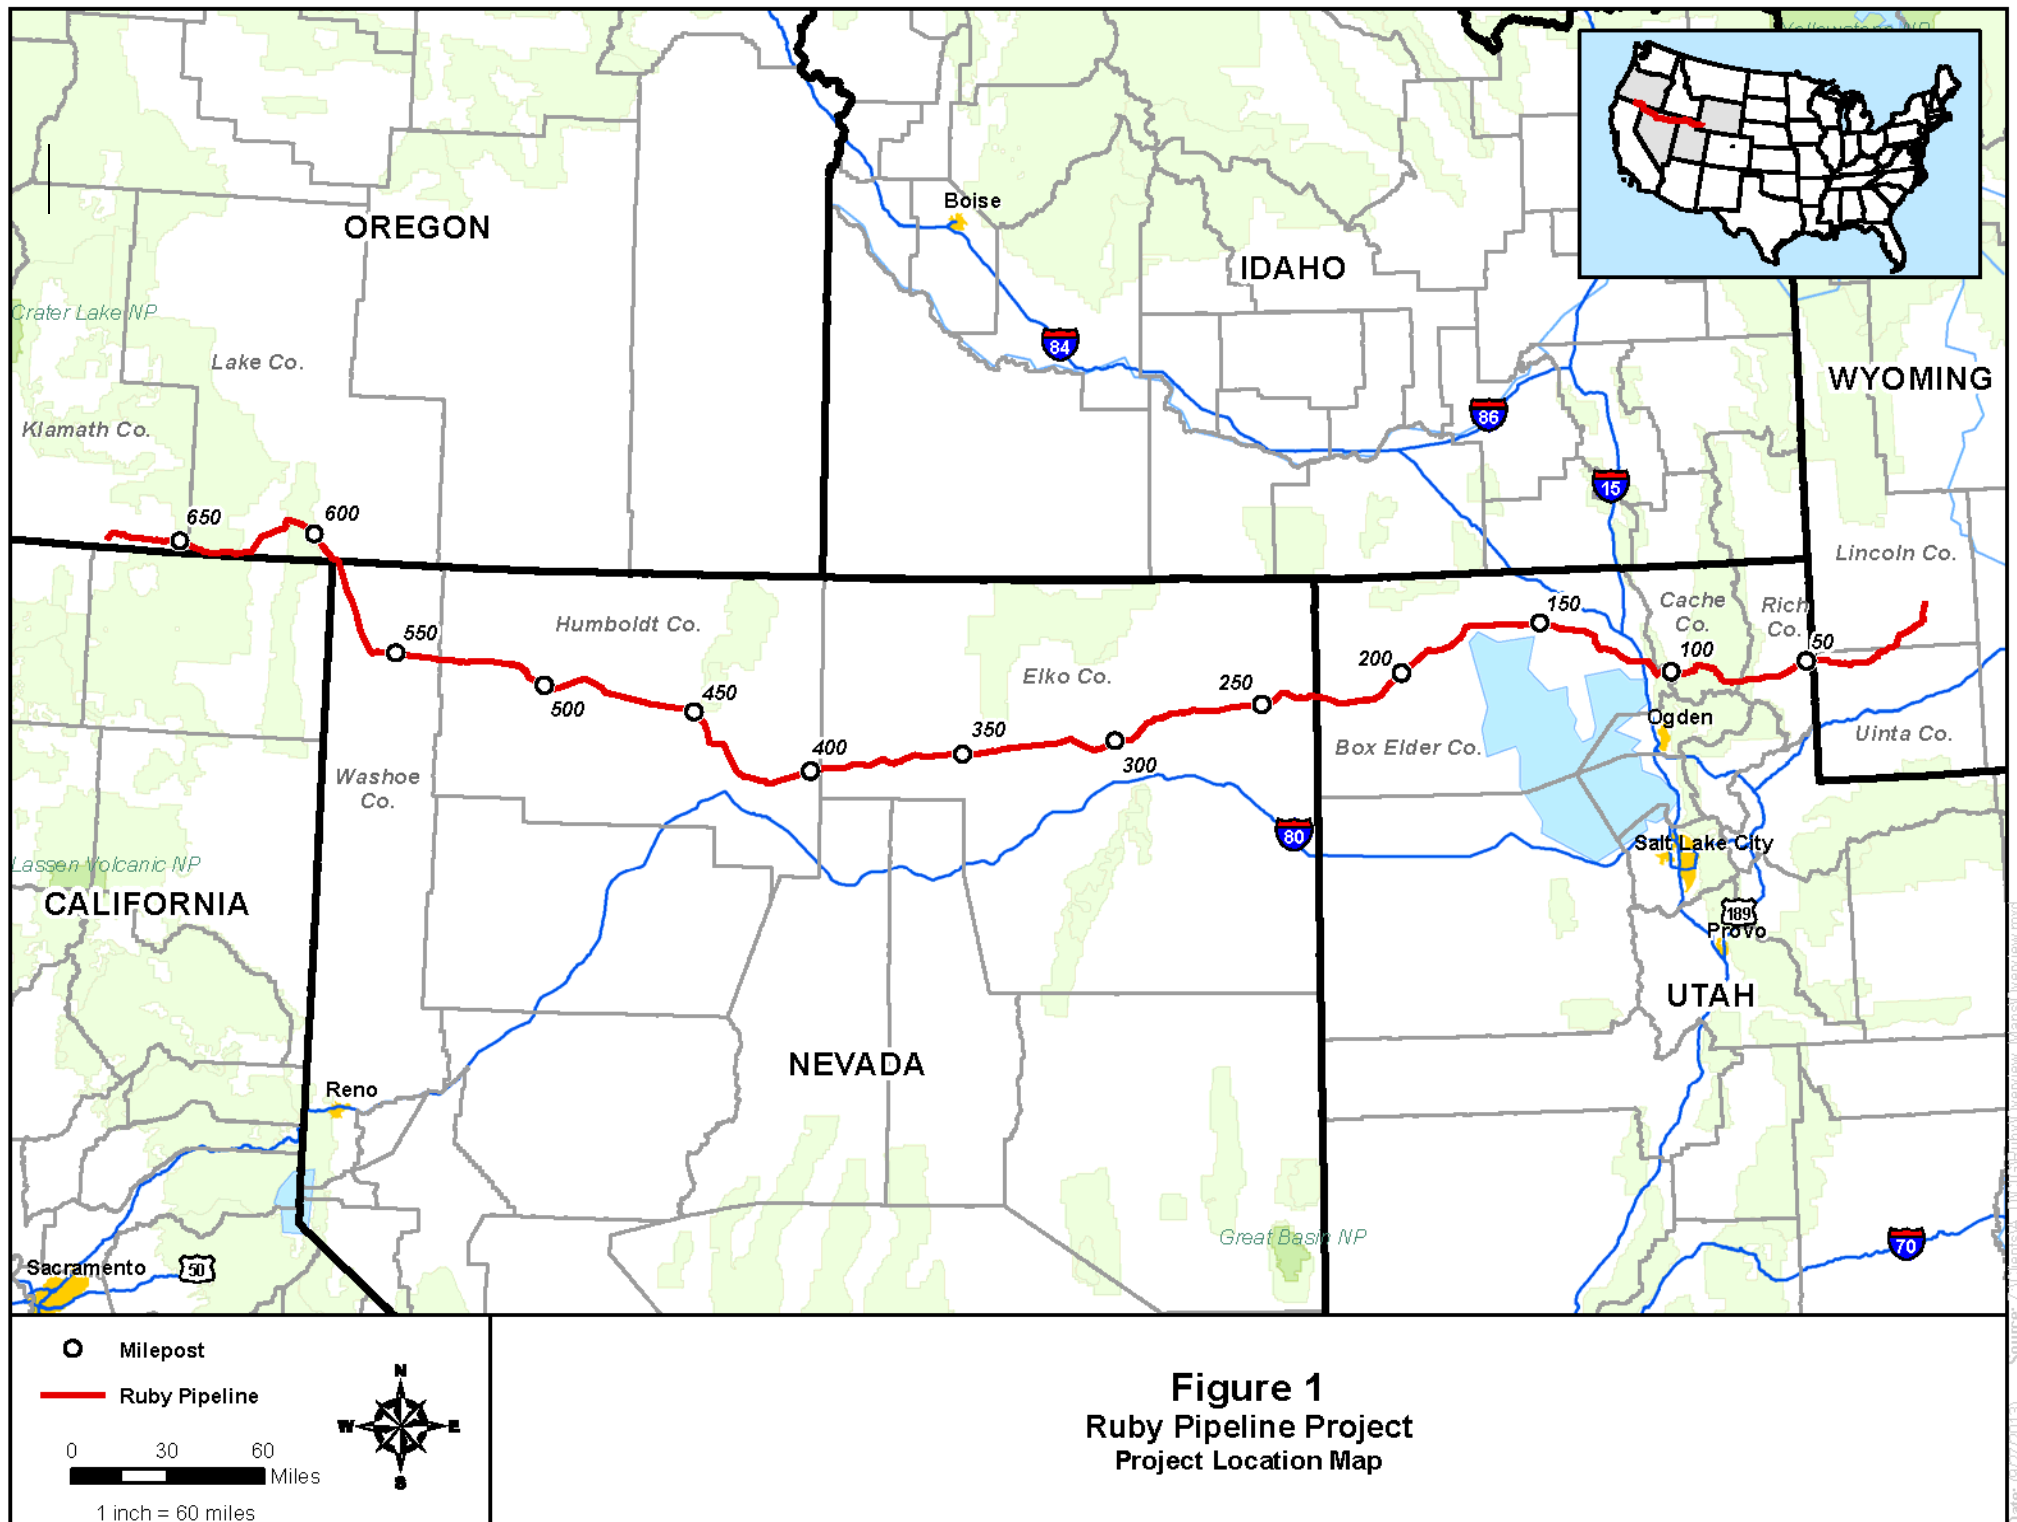 Yellowstone NP
Boise
OREGON
IDAHO
Crater Lake NP
84
Lake Co.
WYOMING
86
Klamath Co.
15
650
600
Lincoln Co.
150
Cache
Co.
Rich
Co.
Humboldt Co.
550
50
100
200
Elko Co.
250
450
500
Ogden
350
Uinta Co.
400
Box Elder Co.
300
Washoe
Co.
80
Salt Lake City
Lassen Volcanic NP
CALIFORNIA
189
Provo
UTAH
NEVADA
Reno
Great Basin NP
70
Sacramento
50
Milepost
Ruby Pipeline
N
W
E
S
0 30 60
Miles
1 inch = 60 miles
Figure 1
Ruby Pipeline Project
Project Location Map